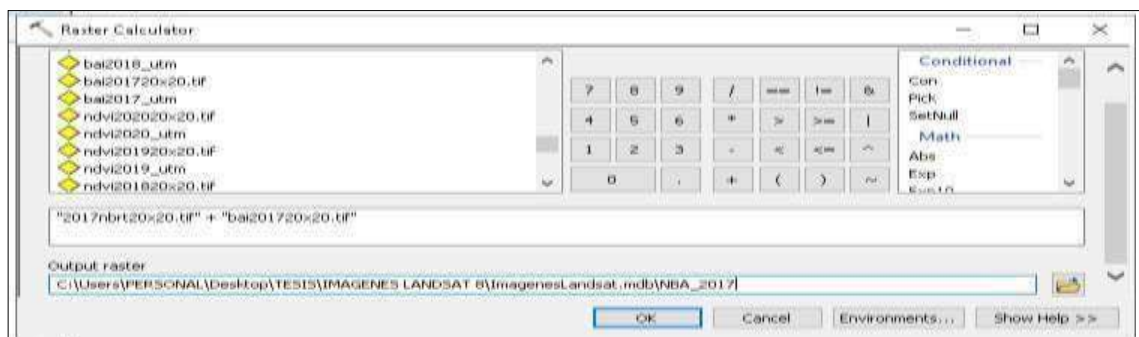 Raster Calculator
bai2018_utm
bai201720x20.tif
bai2017_utm
ndvi202020x20.tif
ndvi2020_utm
ndvi201920x20.tif
ndvi2019_utm
ndvi201820x20.tif
7 8 9 / == != &
4 5 6 * > >= |
1 2 3 - < <= ^
0 . + ( ) ~
Conditional
Con
Pick
SetNull
Math
Abs
Exp
Exp10
"2017nbrt20x20.tif" + "bai201720x20.tif"
Output raster
C:\Users\PERSONAL\Desktop\TESIS\IMAGENES LANDSAT 8\ImagenesLandsat.mdb\NBA_2017
OK Cancel Environments... Show Help >>